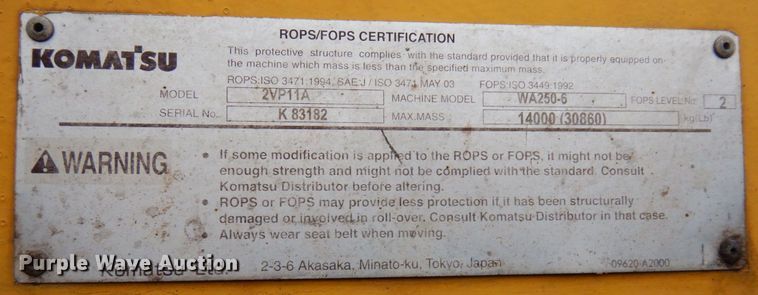 KOMATSU
ROPS/FOPS CERTIFICATION
This protective structure complies with the standard provided that it is properly equipped on
the machine which mass is less than the specified maximum mass.
ROPS:ISO 3471:1994, SAE J / ISO 3471 MAY 03 FOPS:ISO 3449:1992
MODEL 2VP11A MACHINE MODEL WA250-6 FOPS LEVEL No. 2
SERIAL No. K 83182 MAX.MASS 14000 (30860) kg(Lb)
WARNING
• If some modification is applied to the ROPS or FOPS, it might not be
enough strength and might not be complied with the standard. Consult
Komatsu Distributor before altering.
• ROPS or FOPS may provide less protection if it has been structurally
damaged or involved in roll-over. Consult Komatsu Distributor in that case.
• Always wear seat belt when moving.
Komatsu Ltd. 2-3-6 Akasaka, Minato-ku, Tokyo, Japan 09620-A2000
Purple Wave Auction